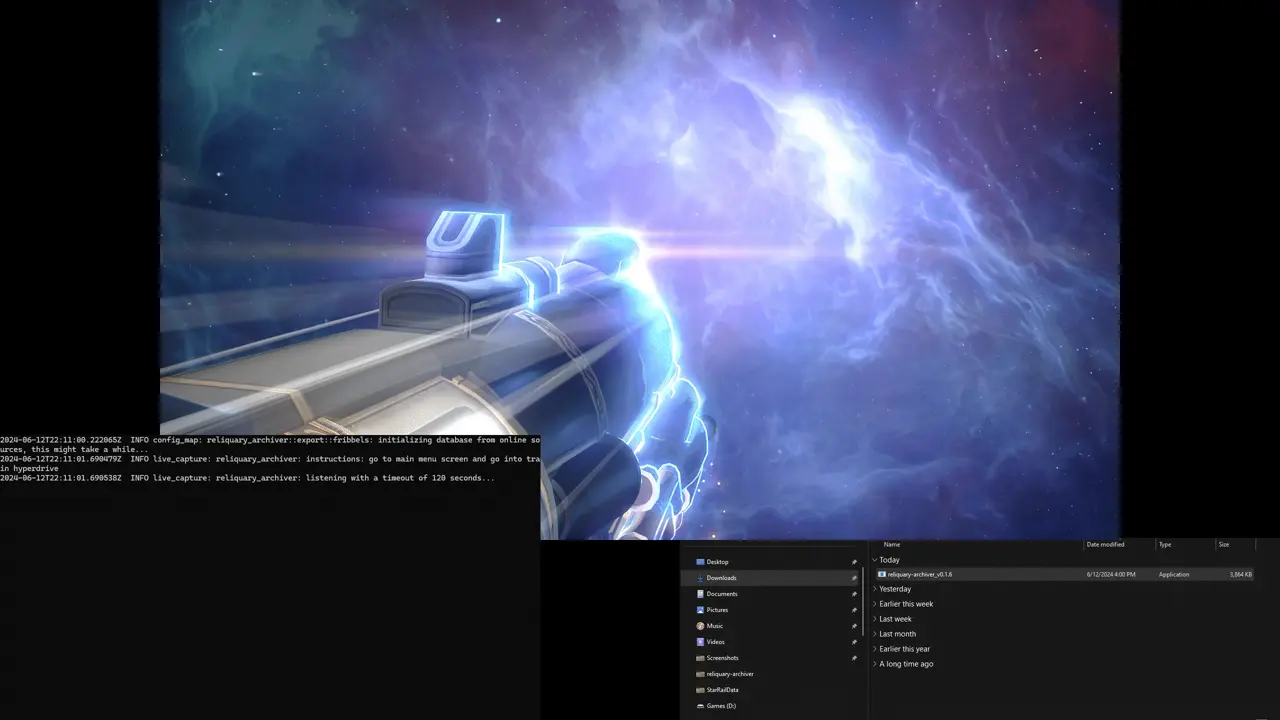 2024-06-12T22:11:00.222065Z  INFO config_map: reliquary_archiver::export::fribbels: initializing database from online so
urces, this might take a while...
2024-06-12T22:11:01.690479Z  INFO live_capture: reliquary_archiver: instructions: go to main menu screen and go into tra
in hyperdrive
2024-06-12T22:11:01.690538Z  INFO live_capture: reliquary_archiver: listening with a timeout of 120 seconds...
Name Date modified Type Size
Desktop
Downloads
Documents
Pictures
Music
Videos
Screenshots
reliquary-archiver
StarRailData
Games (D:)
Today
reliquary-archiver_v0.1.6 6/12/2024 4:00 PM Application 3,864 KB
Yesterday
Earlier this week
Last week
Last month
Earlier this year
A long time ago